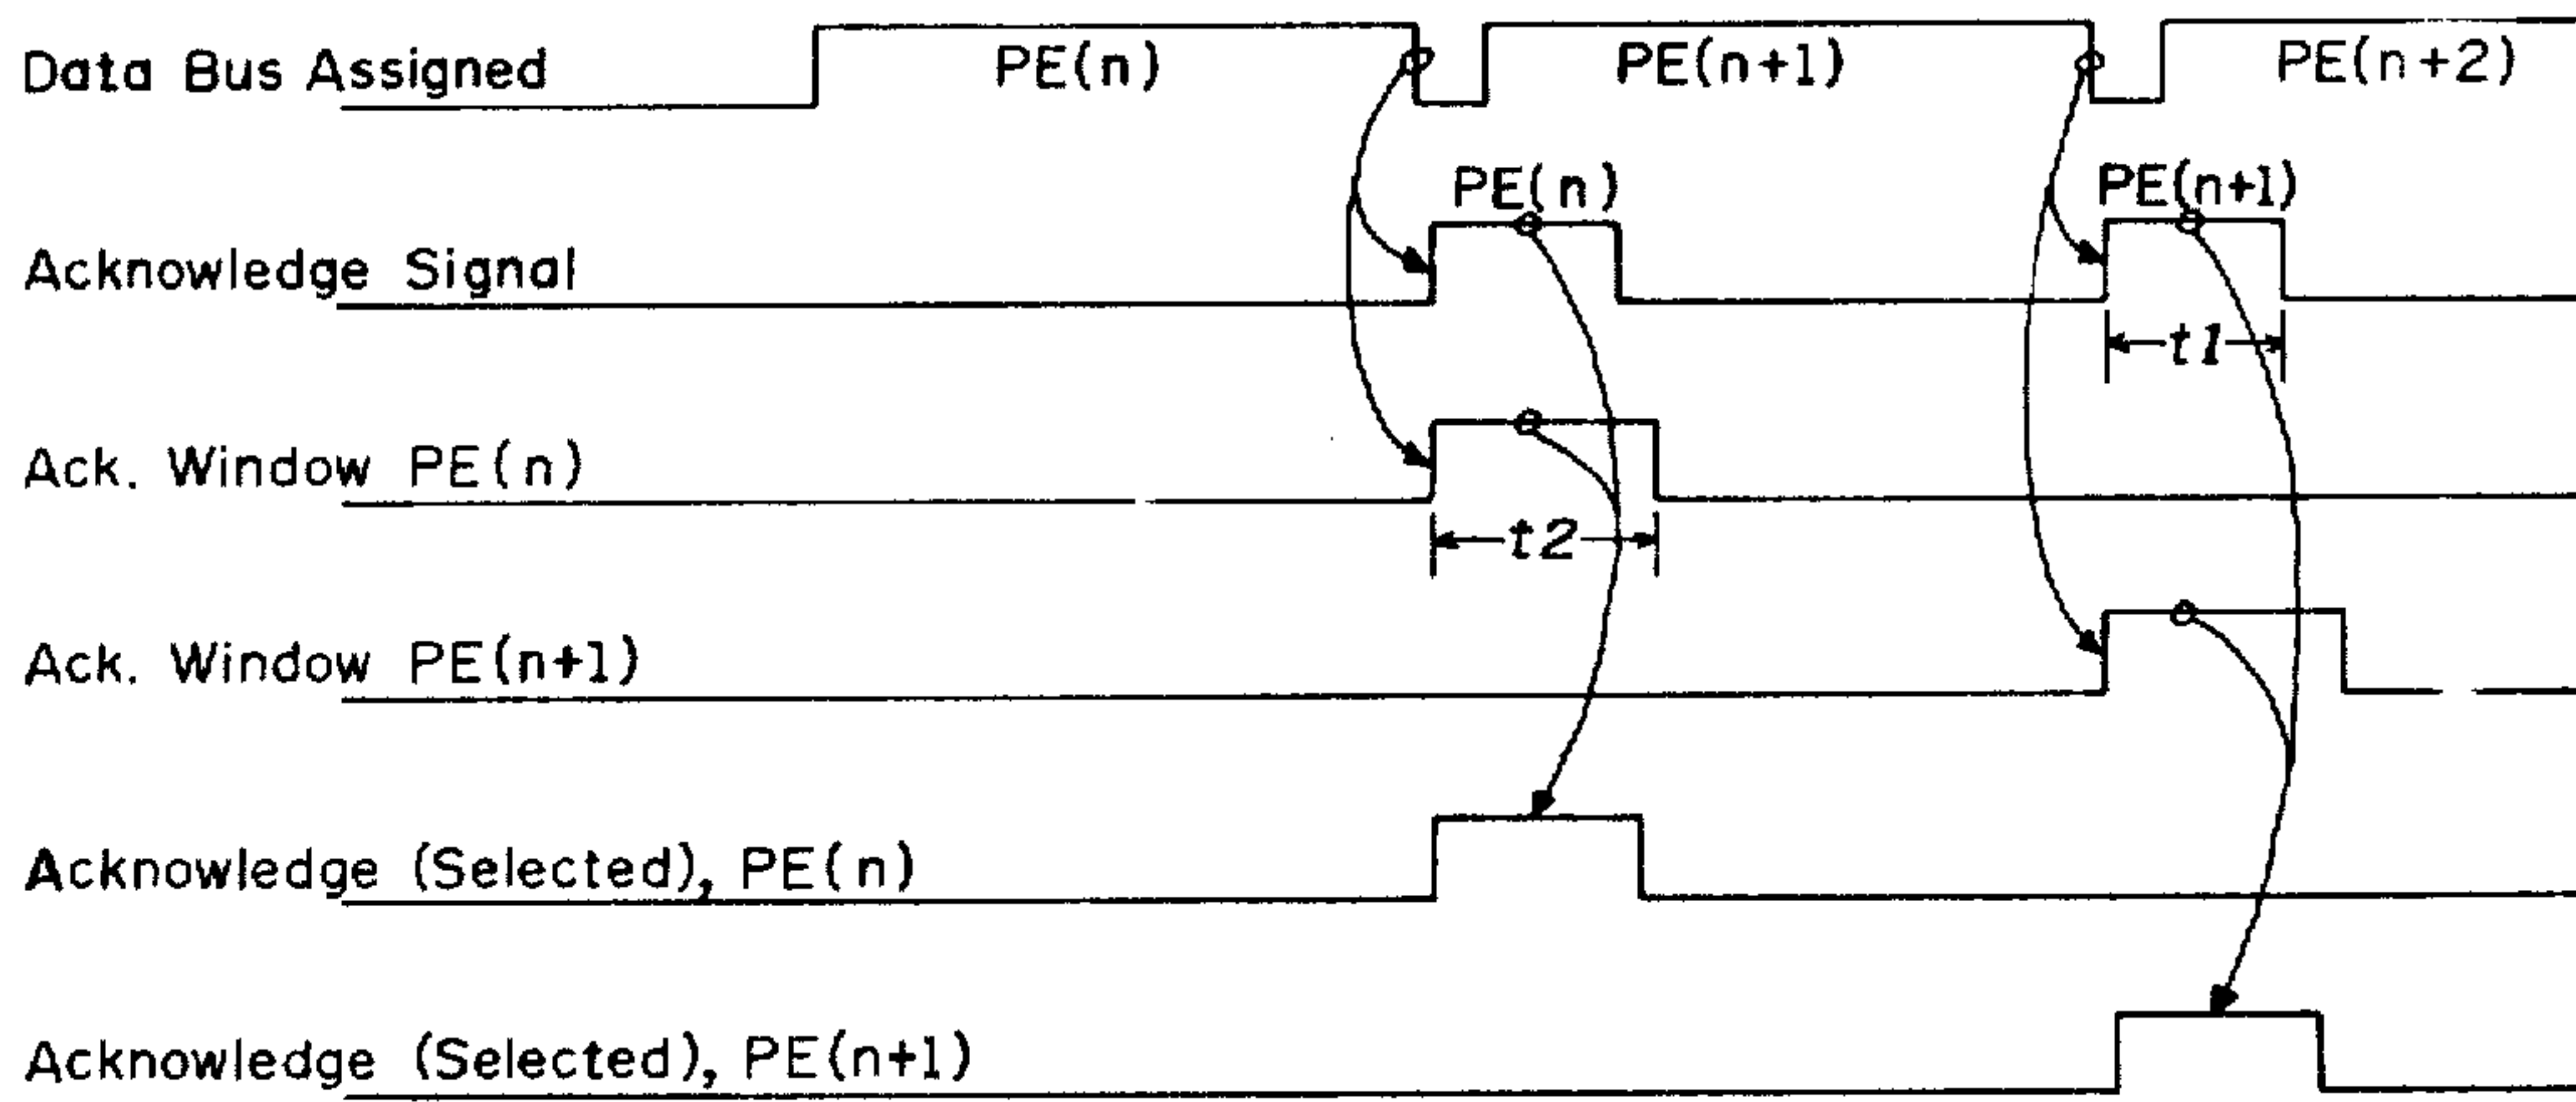 Data Bus Assigned PE(n) PE(n+1) PE(n+2)
PE(n) PE(n+1)
Acknowledge Signal
t1
Ack. Window PE(n)
t2
Ack. Window PE(n+1)
Acknowledge (Selected), PE(n)
Acknowledge (Selected), PE(n+1)